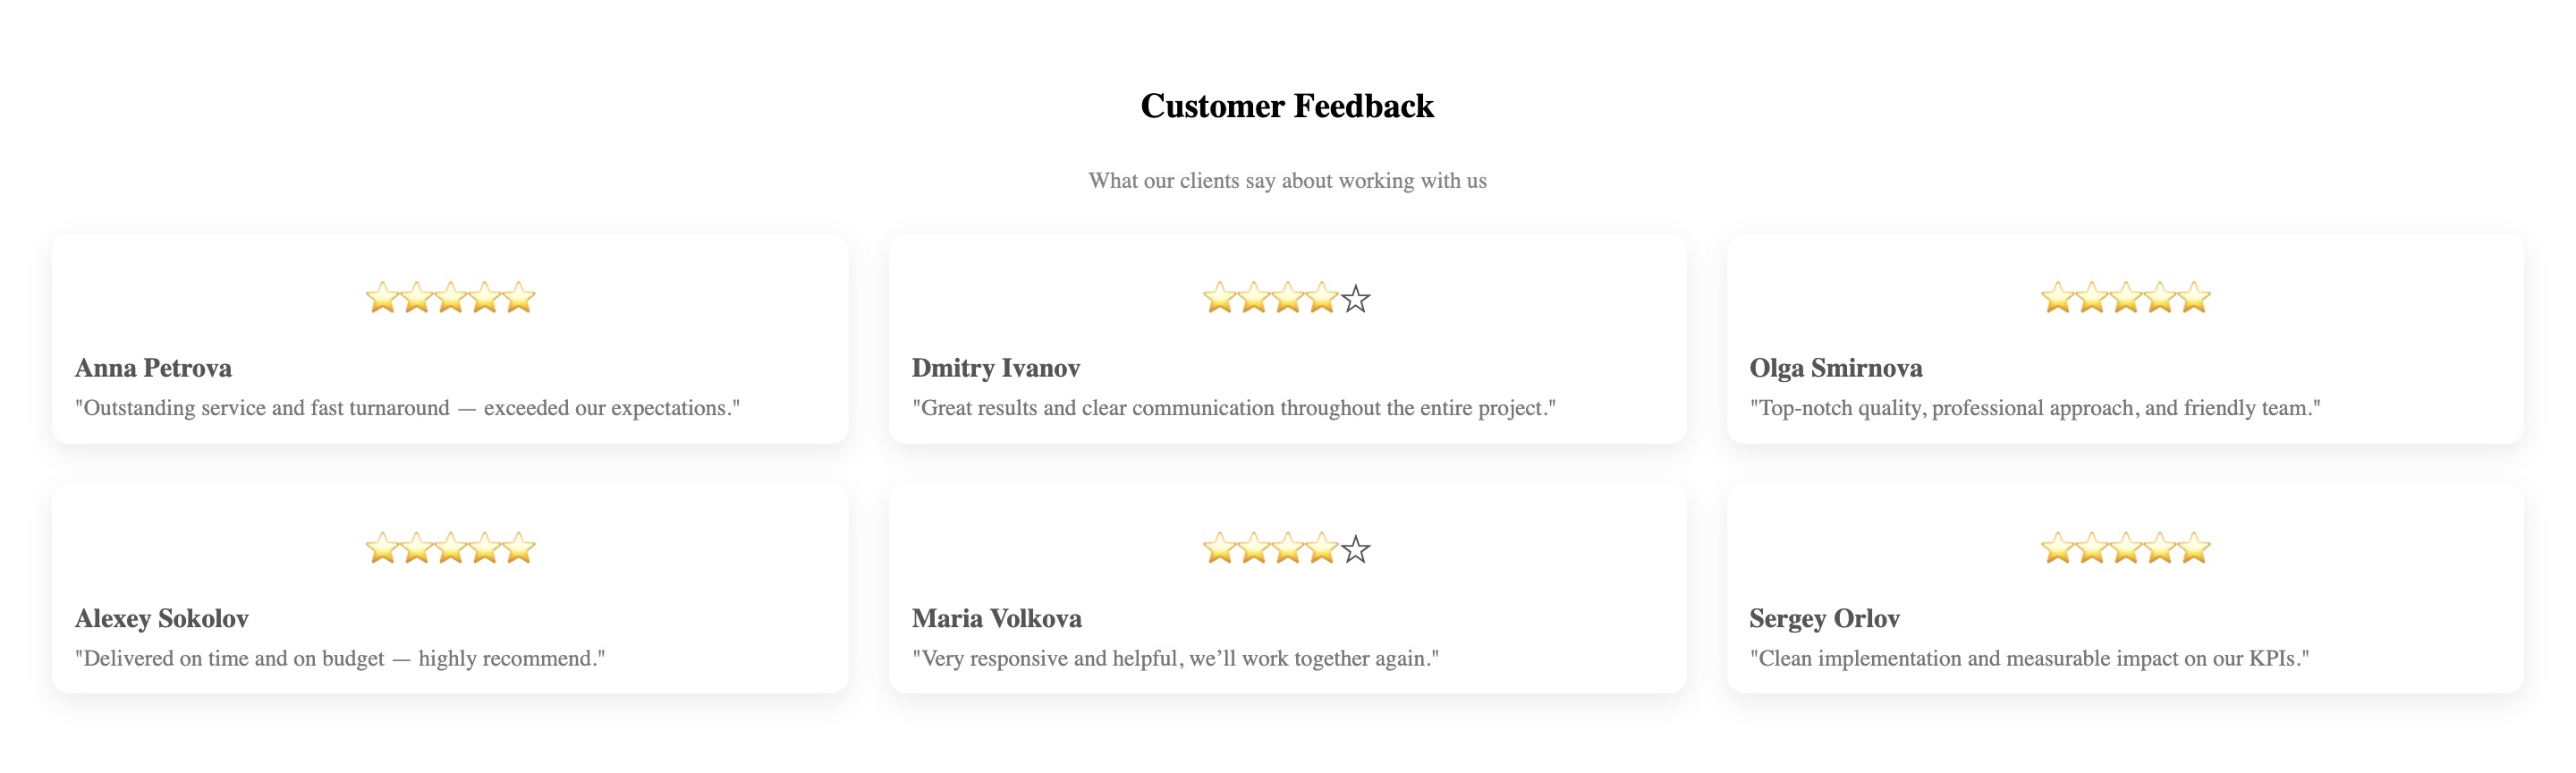 Customer Feedback
What our clients say about working with us
⭐⭐⭐⭐⭐
Anna Petrova
"Outstanding service and fast turnaround — exceeded our expectations."
⭐⭐⭐⭐☆
Dmitry Ivanov
"Great results and clear communication throughout the entire project."
⭐⭐⭐⭐⭐
Olga Smirnova
"Top-notch quality, professional approach, and friendly team."
⭐⭐⭐⭐⭐
Alexey Sokolov
"Delivered on time and on budget — highly recommend."
⭐⭐⭐⭐☆
Maria Volkova
"Very responsive and helpful, we’ll work together again."
⭐⭐⭐⭐⭐
Sergey Orlov
"Clean implementation and measurable impact on our KPIs."